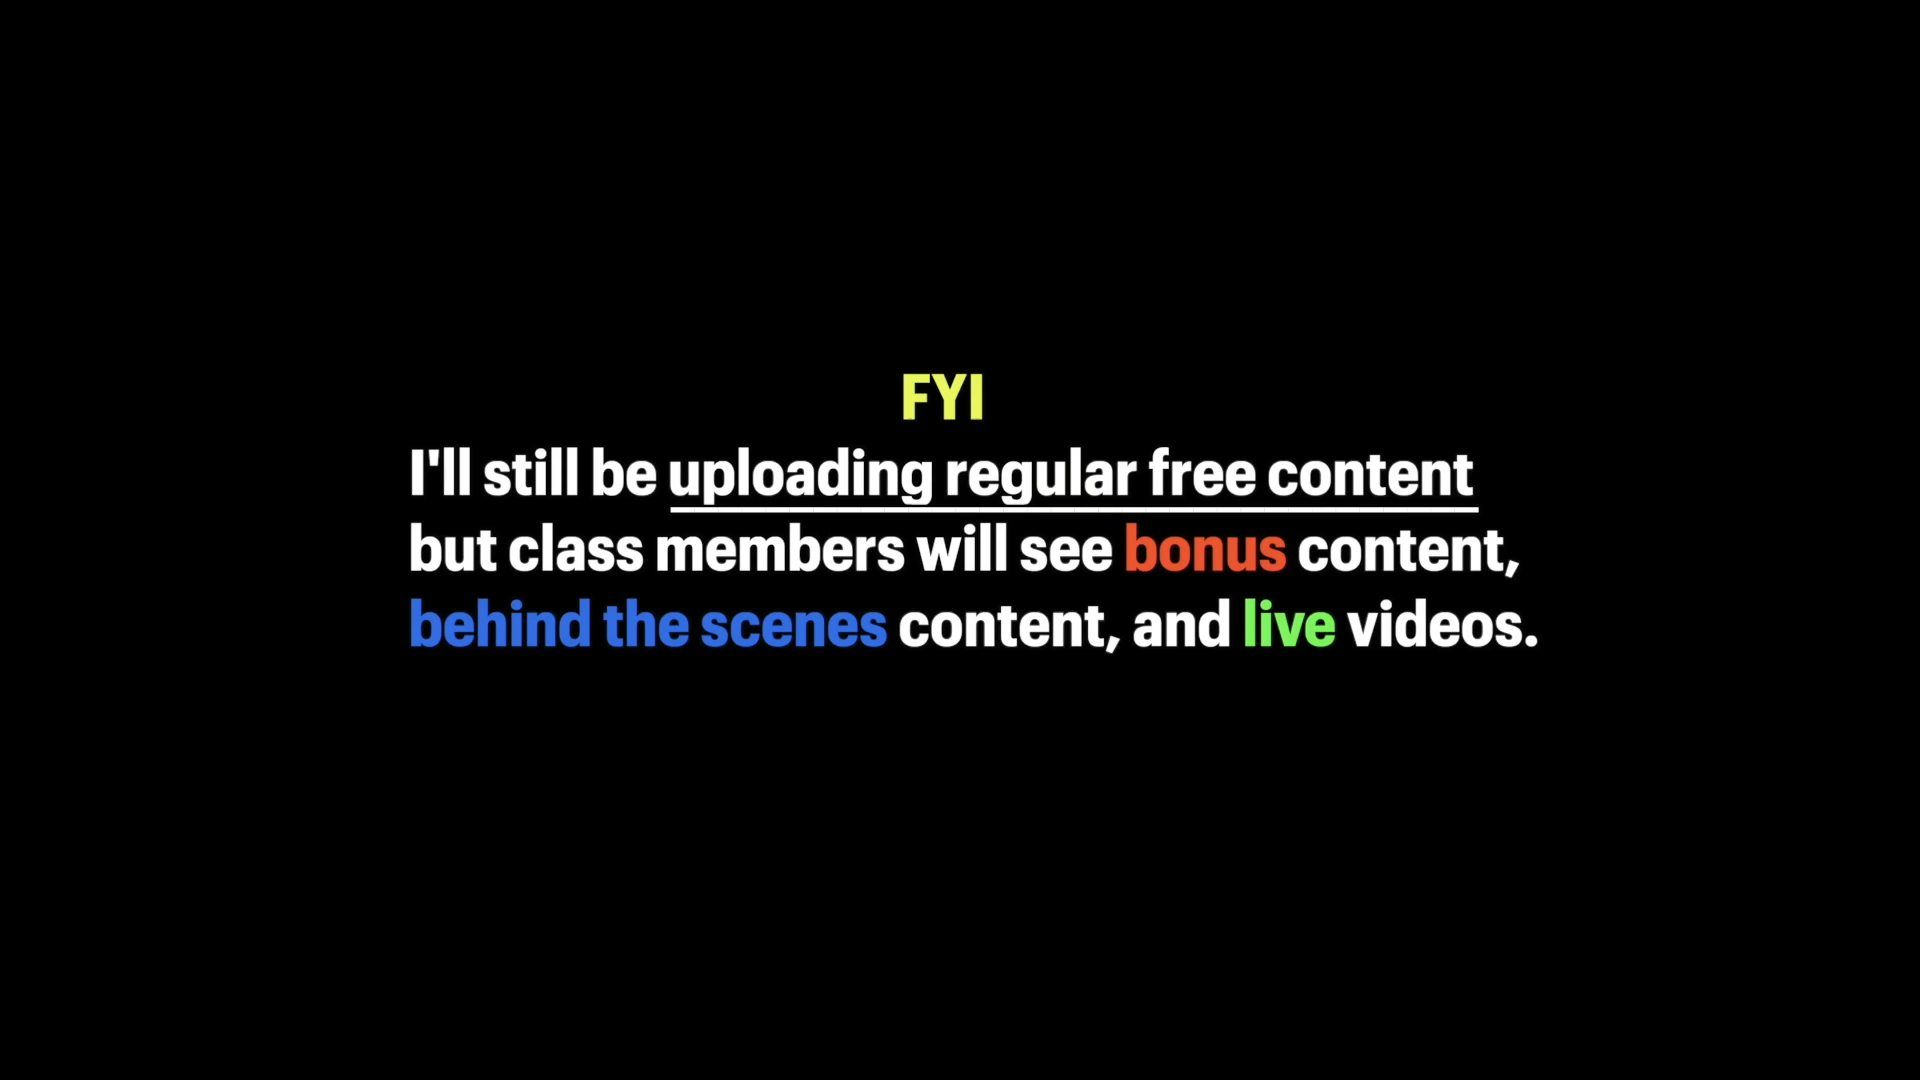 FYI
I'll still be uploading regular free content
but class members will see bonus content,
behind the scenes content, and live videos.